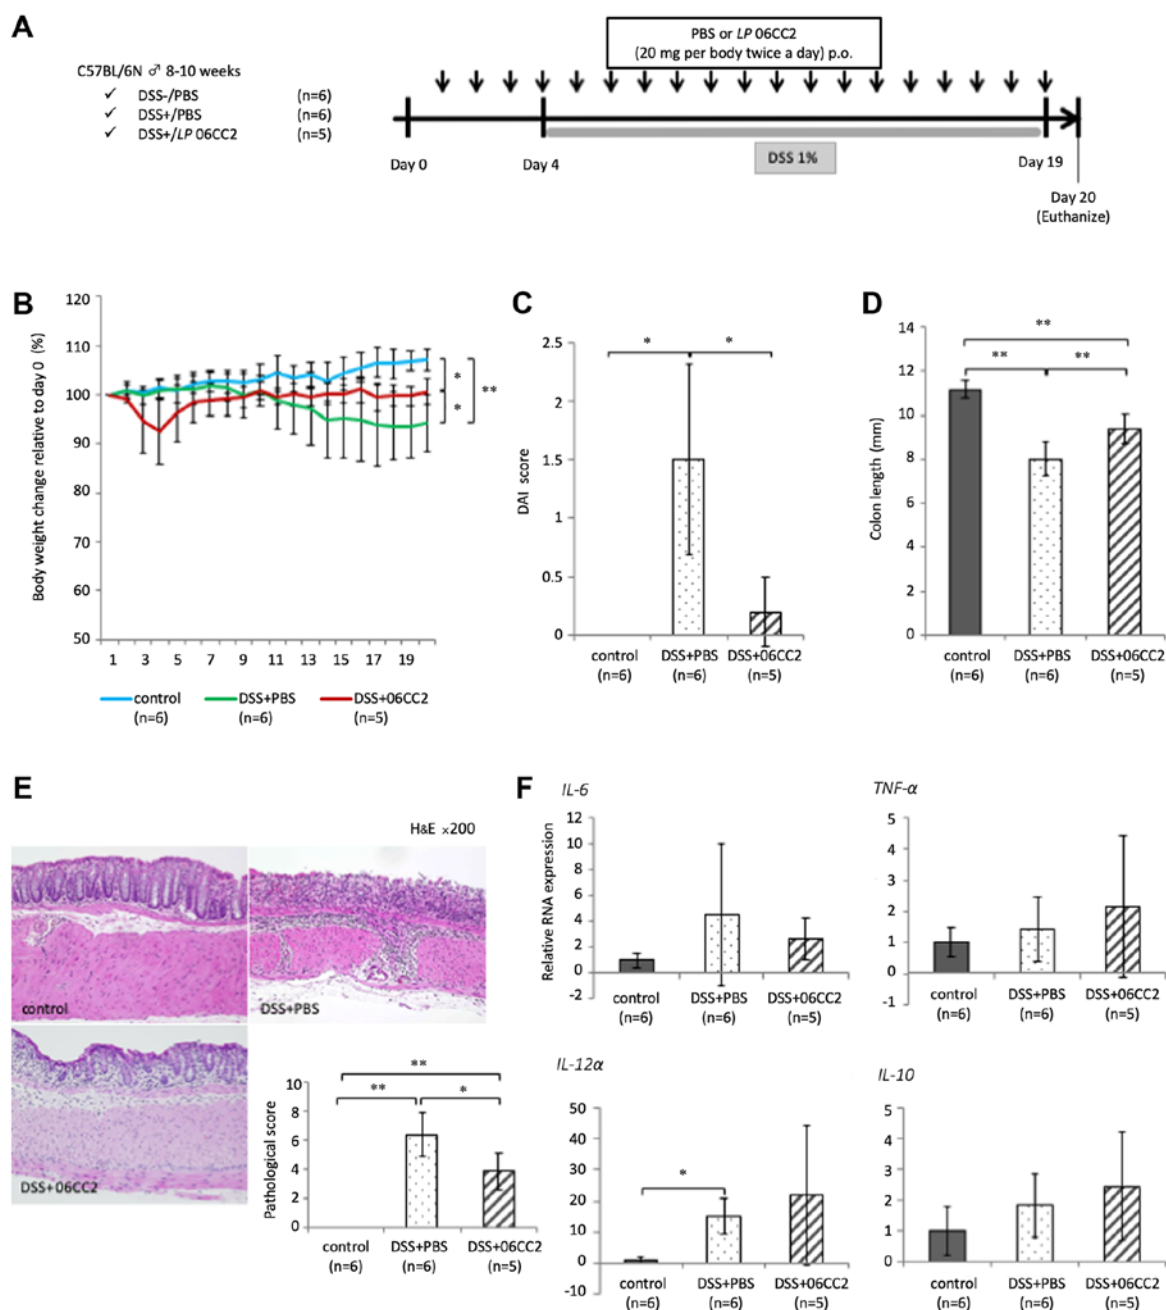 A
PBS or LP 06CC2
(20 mg per body twice a day) p.o.
C57BL/6N ♂ 8-10 weeks
✓ DSS-/PBS (n=6)
✓ DSS+/PBS (n=6)
✓ DSS+/LP 06CC2 (n=5)
DSS 1%
Day 0
Day 4
Day 19
Day 20
(Euthanize)
B
Body weight change relative to day 0 (%)
120
110
100
90
80
70
60
50
1 3 5 7 9 11 13 15 17 19
* * **
control DSS+PBS DSS+06CC2
(n=6) (n=6) (n=5)
C
DAI score
2.5
2
1.5
1
0.5
0
* *
control DSS+PBS DSS+06CC2
(n=6) (n=6) (n=5)
D
Colon length (mm)
14
12
10
8
6
4
2
0
**
** **
control DSS+PBS DSS+06CC2
(n=6) (n=6) (n=5)
E
H&E ×200
control
DSS+PBS
DSS+06CC2
Pathological score
10
8
6
4
2
0
**
** *
control DSS+PBS DSS+06CC2
(n=6) (n=6) (n=5)
F
IL-6
Relative RNA expression
12
10
8
6
4
2
0
-2
control DSS+PBS DSS+06CC2
(n=6) (n=6) (n=5)
TNF-α
5
4
3
2
1
0
-1
control DSS+PBS DSS+06CC2
(n=6) (n=6) (n=5)
IL-12α
50
40
30
20
10
0
-10
*
control DSS+PBS DSS+06CC2
(n=6) (n=6) (n=5)
IL-10
5
4
3
2
1
0
control DSS+PBS DSS+06CC2
(n=6) (n=6) (n=5)